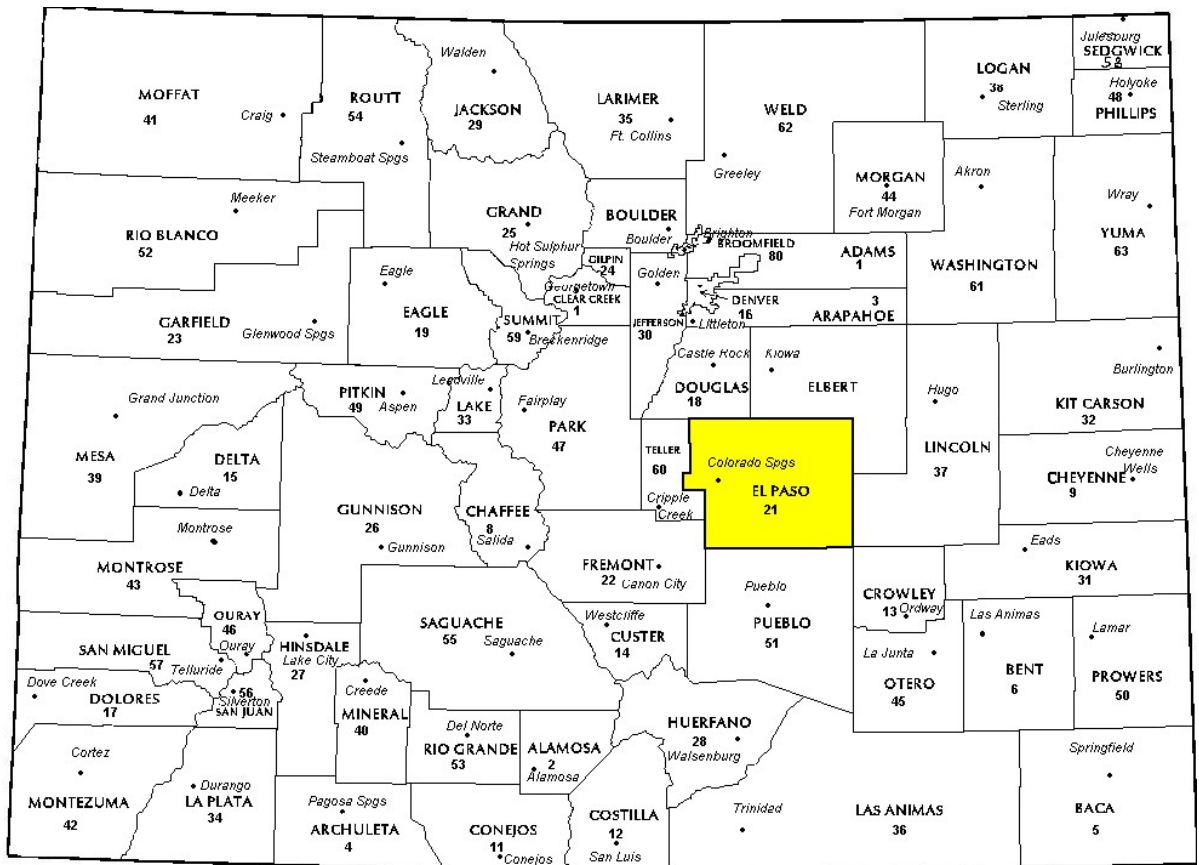 Julesburg
SEDGWICK
58
Holyoke
48
PHILLIPS
LOGAN
38
Sterling
WELD
62
Greeley
LARIMER
35
Ft. Collins
Walden
JACKSON
29
ROUTT
54
Steamboat Spgs
MOFFAT
41
Craig
Meeker
RIO BLANCO
52
GRAND
25
Hot Sulphur
Springs
BOULDER
Boulder
MORGAN
44
Fort Morgan
Akron
WASHINGTON
61
Wray
YUMA
63
Brighton
BROOMFIELD
80
ADAMS
1
GILPIN
24
Golden
JEFFERSON
30
Georgetown
CLEAR CREEK
1
DENVER
16
Littleton
3
ARAPAHOE
Eagle
EAGLE
19
SUMMIT
59
Breckenridge
GARFIELD
23
Glenwood Spgs
Castle Rock
DOUGLAS
18
Kiowa
ELBERT
Hugo
LINCOLN
37
Burlington
KIT CARSON
32
PITKIN
49
Aspen
Leadville
LAKE
33
Fairplay
PARK
47
Grand Junction
MESA
39
DELTA
15
Delta
TELLER
60
Cripple
Creek
Colorado Spgs
EL PASO
21
Cheyenne
Wells
CHEYENNE
9
GUNNISON
26
Gunnison
CHAFFEE
8
Salida
Montrose
MONTROSE
43
FREMONT
22
Canon City
Eads
KIOWA
31
Pueblo
PUEBLO
51
CROWLEY
13
Ordway
Las Animas
BENT
6
Lamar
PROWERS
50
La Junta
OTERO
45
OURAY
46
Ouray
SAN MIGUEL
57
Telluride
HINSDALE
Lake City
27
SAGUACHE
55
Saguache
Westcliffe
CUSTER
14
Dove Creek
DOLORES
17
56
Silverton
SAN JUAN
Creede
MINERAL
40
Del Norte
RIO GRANDE
53
ALAMOSA
2
Alamosa
HUERFANO
28
Walsenburg
Cortez
MONTEZUMA
42
Durango
LA PLATA
34
Pagosa Spgs
ARCHULETA
4
CONEJOS
11
Conejos
COSTILLA
12
San Luis
Trinidad
LAS ANIMAS
36
Springfield
BACA
5